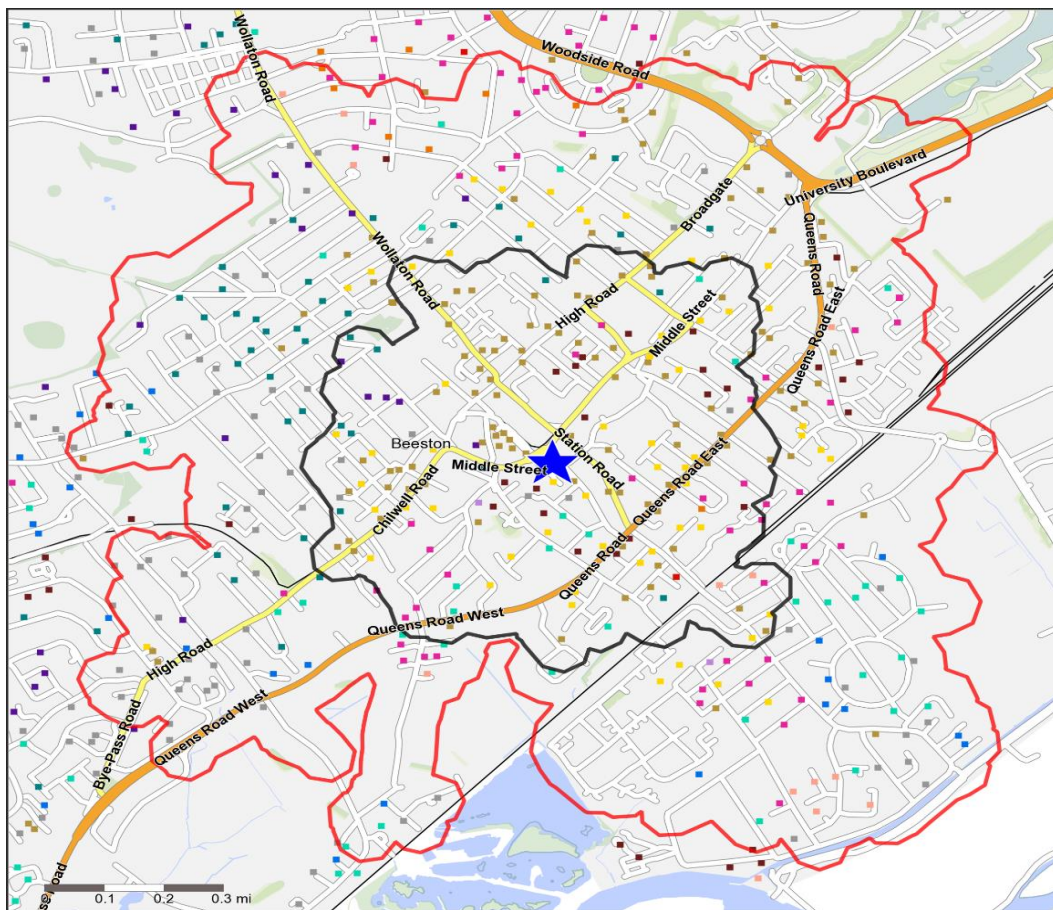 Wollaton Road
Woodside Road
University Boulevard
Broadgate
Queens Road
Wollaton Road
High Road
Middle Street
Queens Road East
Beeston
Station Road
Middle Street
Chilwell Road
Queens Road East
Queens Road
Queens Road West
High Road
Queens Road West
Bye-Pass Road
Road
0.1 0.2 0.3 mi